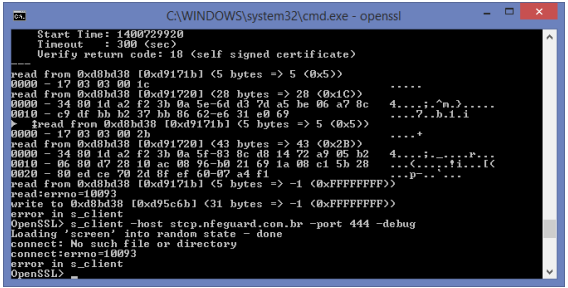 C:\WINDOWS\system32\cmd.exe - openssl
Start Time: 1400729920
Timeout : 300 (sec)
Verify return code: 18 (self signed certificate)
---
read from 0xd8bd38 [0xd9171b] (5 bytes => 5 (0x5))
0000 - 17 03 03 00 1c .....
read from 0xd8bd38 [0xd91720] (28 bytes => 28 (0x1C))
0000 - 34 80 1d a2 f2 3b 0a 5e-6d d3 7d a5 be 06 a7 8c 4....;.^m.}.....
0010 - c9 df bb b2 37 bb 86 62-e6 31 e0 69 ....7..b.1.i
► ‡read from 0xd8bd38 [0xd9171b] (5 bytes => 5 (0x5))
0000 - 17 03 03 00 2b ....+
read from 0xd8bd38 [0xd91720] (43 bytes => 43 (0x2B))
0000 - 34 80 1d a2 f2 3b 0a 5f-83 8c d8 14 72 a9 05 b2 4....;._....r...
0010 - 06 80 d7 28 10 ac 08 96-b0 21 69 1a 08 c1 5b 28 ...(.....!i...[(
0020 - 80 ed ce 70 2d 8f ef 60-07 a4 f1 ...p-..`...
read from 0xd8bd38 [0xd9171b] (5 bytes => -1 (0xFFFFFFFF))
read:errno=10093
write to 0xd8bd38 [0xd95c6b] (31 bytes => -1 (0xFFFFFFFF))
error in s_client
OpenSSL> s_client -host stcp.nfeguard.com.br -port 444 -debug
Loading 'screen' into random state - done
connect: No such file or directory
connect:errno=10093
error in s_client
OpenSSL> _